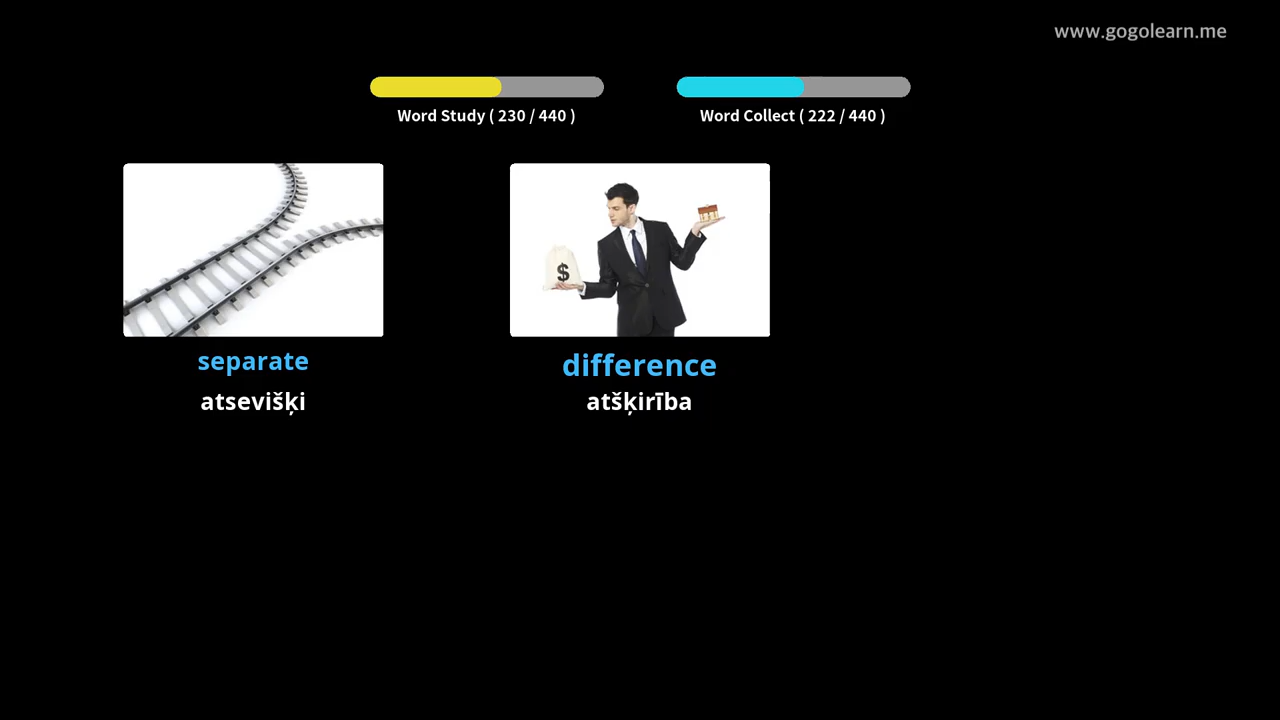 www.gogolearn.me
Word Study ( 230 / 440 )
Word Collect ( 222 / 440 )
$
separate
atsevišķi
difference
atšķirība